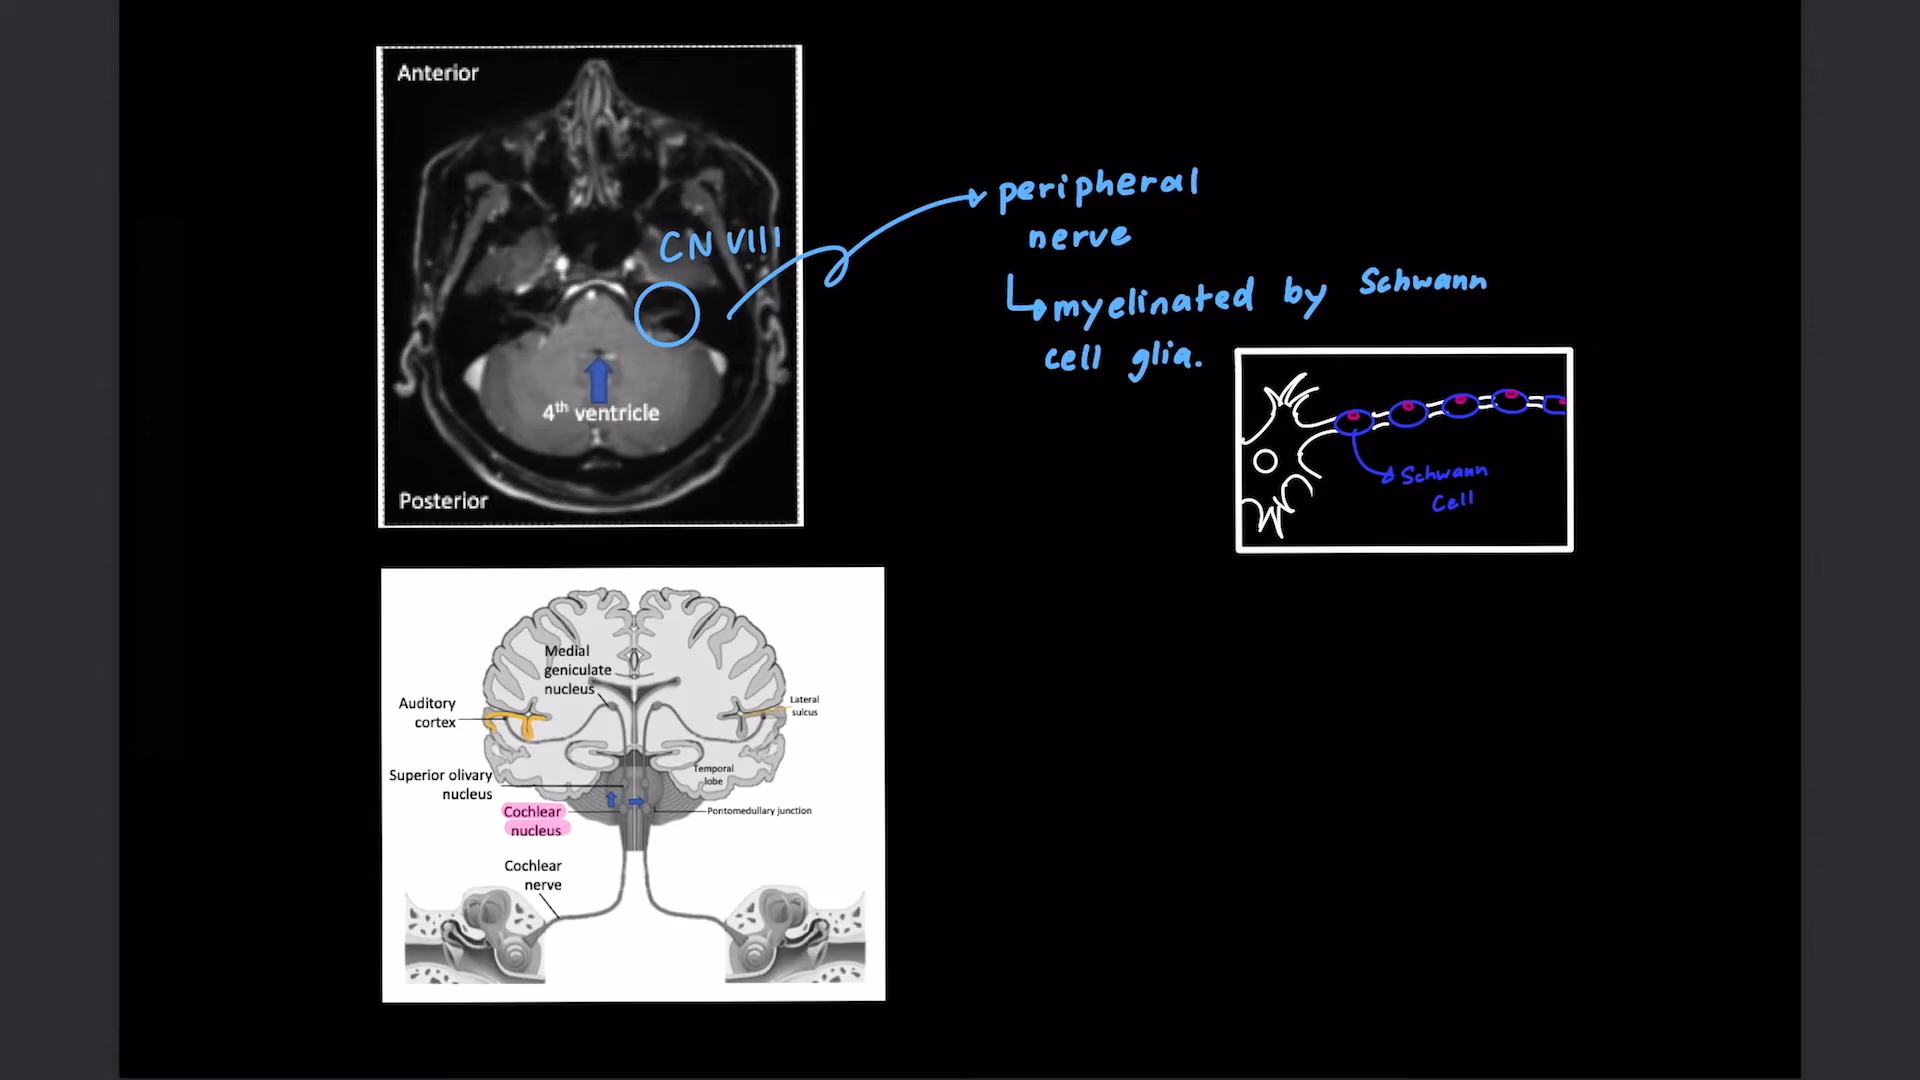 Anterior
CN VIII
4th ventricle
Posterior
peripheral
nerve
myelinated by Schwann
cell glia.
Schwann
Cell
Medial
geniculate
nucleus
Auditory
cortex
Lateral
sulcus
Superior olivary
nucleus
Temporal
lobe
Cochlear
nucleus
Pontomedullary junction
Cochlear
nerve